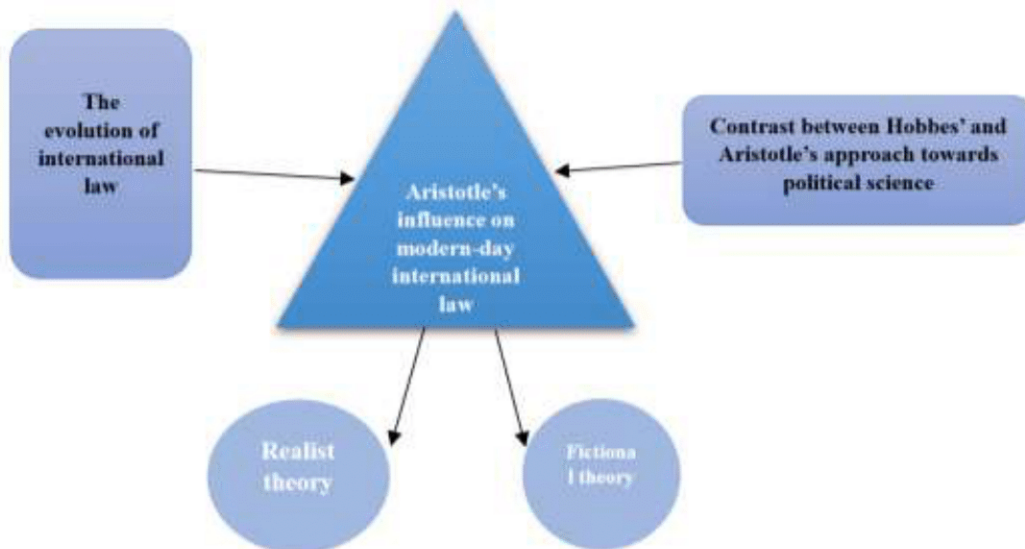 The
evolution of
international
law
Contrast between Hobbes' and
Aristotle's approach towards
political science
Aristotle's
influence on
modern-day
international
law
Realist
theory
Fictiona
l theory